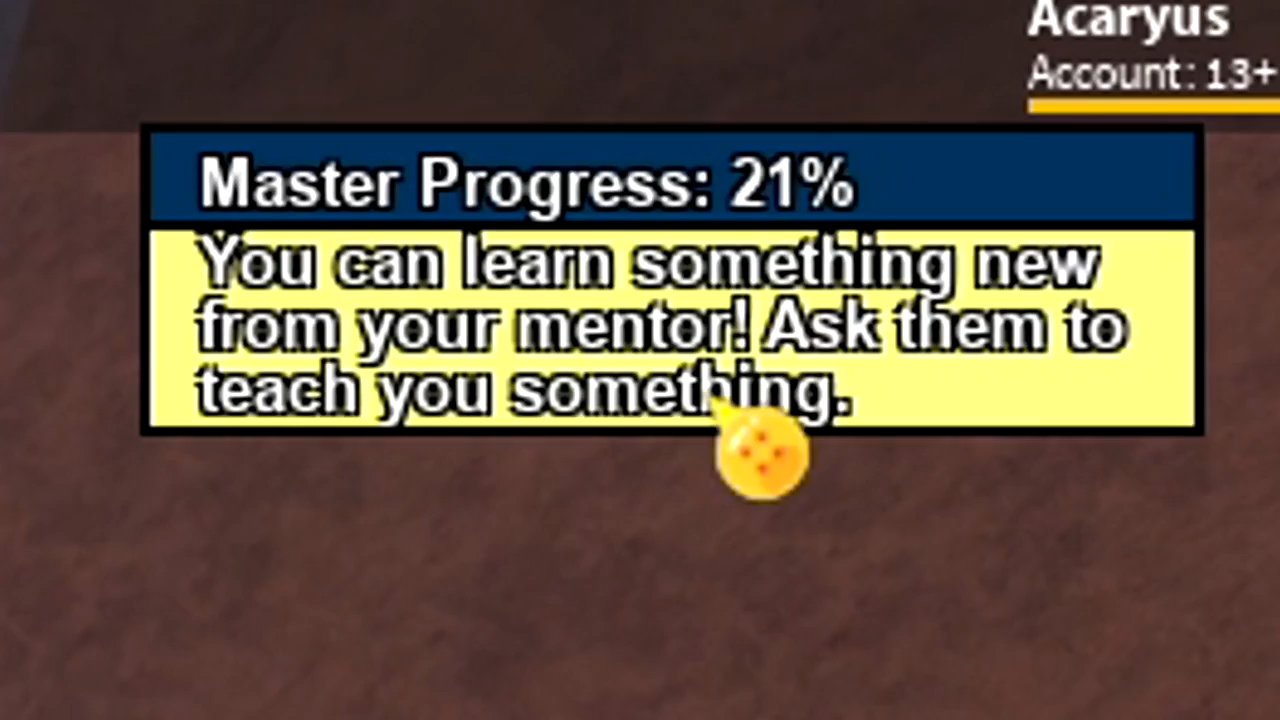 Acaryus
Account: 13+
Master Progress: 21%
You can learn something new
from your mentor! Ask them to
teach you something.